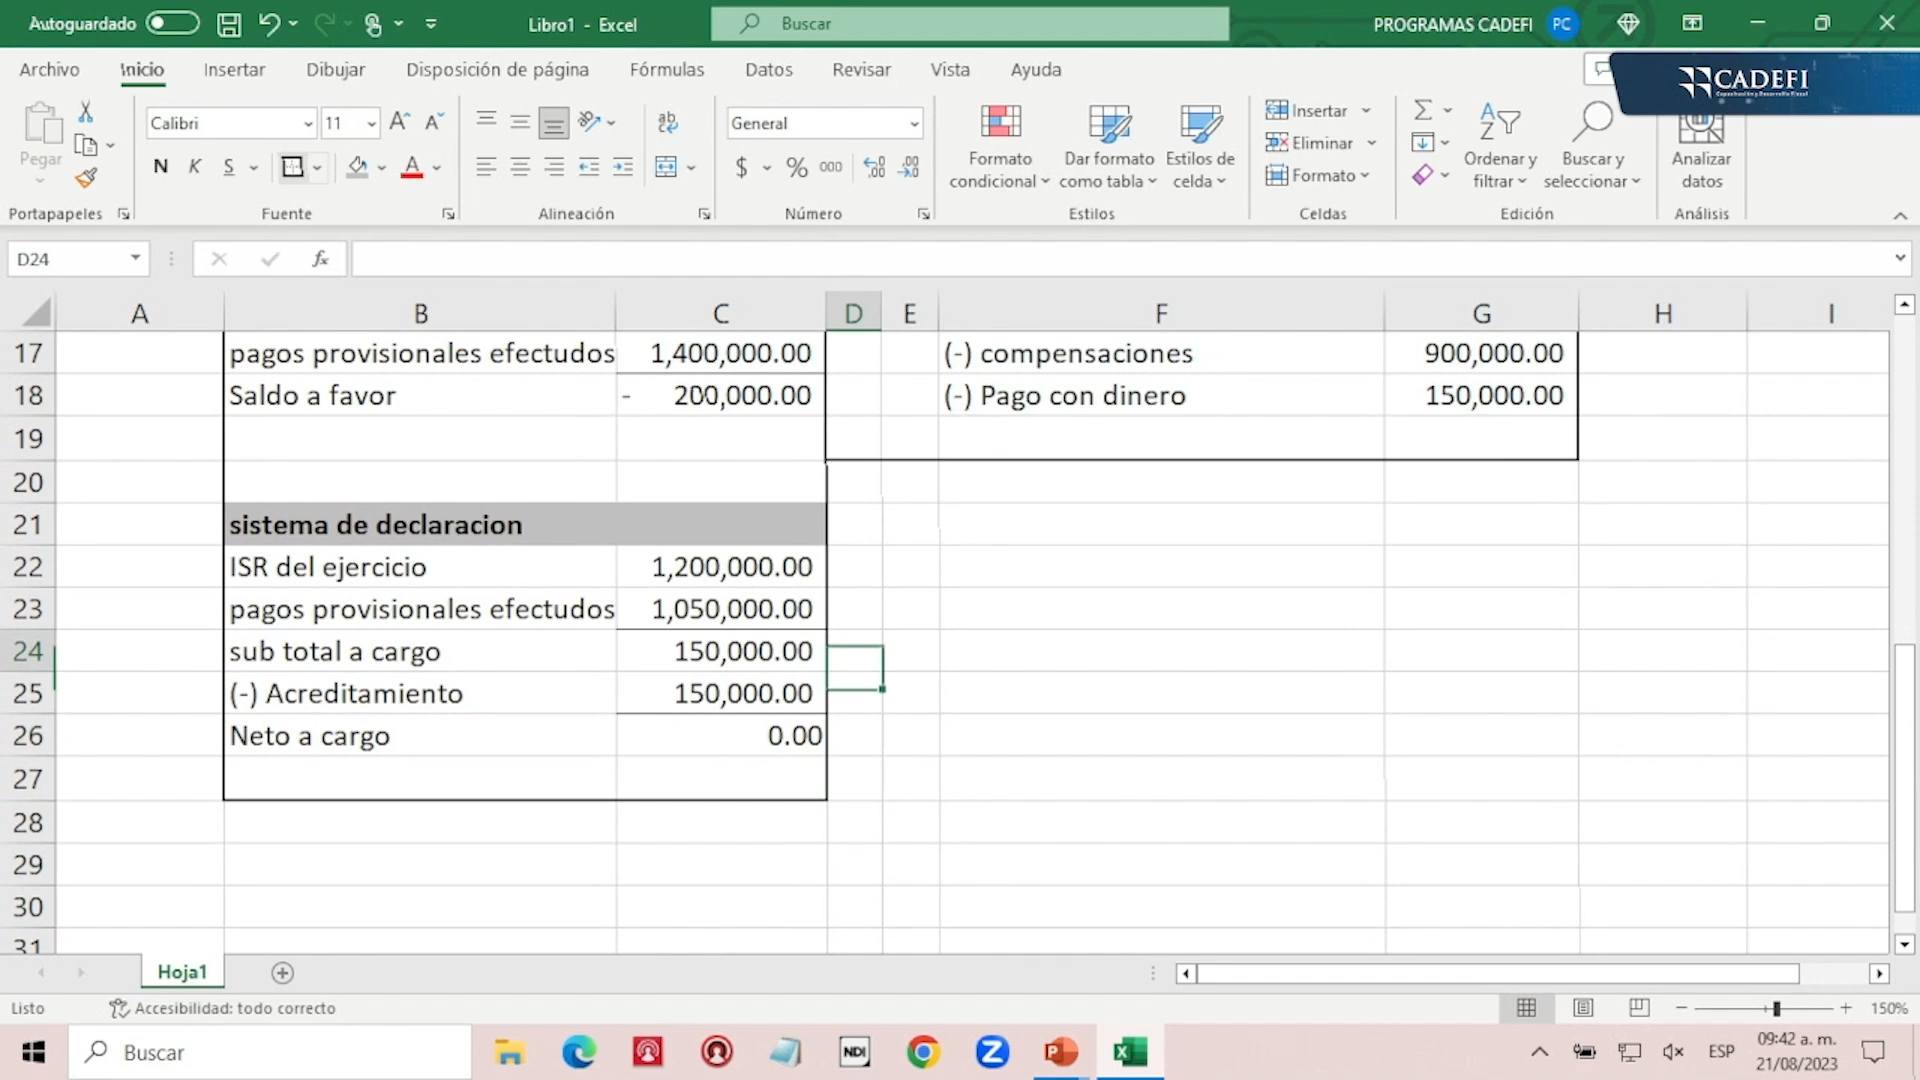 Autoguardado
Libro1 - Excel
Buscar
PROGRAMAS CADEFI
PC
Archivo Inicio Insertar Dibujar Disposición de página Fórmulas Datos Revisar Vista Ayuda
CADEFI
Pegar
Calibri 11
General
N K S
$ % 000
Formato condicional
Dar formato como tabla
Estilos de celda
Insertar
Eliminar
Formato
Ordenar y filtrar
Buscar y seleccionar
Analizar datos
Portapapeles Fuente Alineación Número Estilos Celdas Edición Análisis
D24
fx
A B C D E F G H I
17 pagos provisionales efectudos 1,400,000.00 (-) compensaciones 900,000.00
18 Saldo a favor - 200,000.00 (-) Pago con dinero 150,000.00
19
20
21 sistema de declaracion
22 ISR del ejercicio 1,200,000.00
23 pagos provisionales efectudos 1,050,000.00
24 sub total a cargo 150,000.00
25 (-) Acreditamiento 150,000.00
26 Neto a cargo 0.00
27
28
29
30
31
Hoja1
Listo
Accesibilidad: todo correcto
150%
Buscar
NDI
ESP
09:42 a. m.
21/08/2023